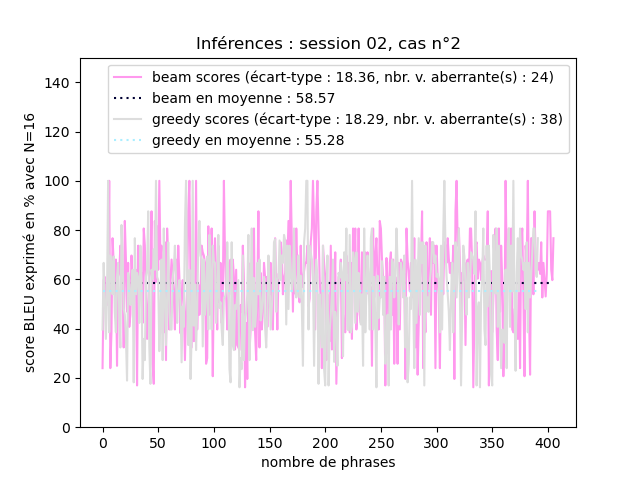 Inférences : session 02, cas n°2
beam scores (écart-type : 18.36, nbr. v. aberrante(s) : 24)
beam en moyenne : 58.57
greedy scores (écart-type : 18.29, nbr. v. aberrante(s) : 38)
greedy en moyenne : 55.28
score BLEU exprimé en % avec N=16
140
120
100
80
60
40
20
0
0 50 100 150 200 250 300 350 400
nombre de phrases